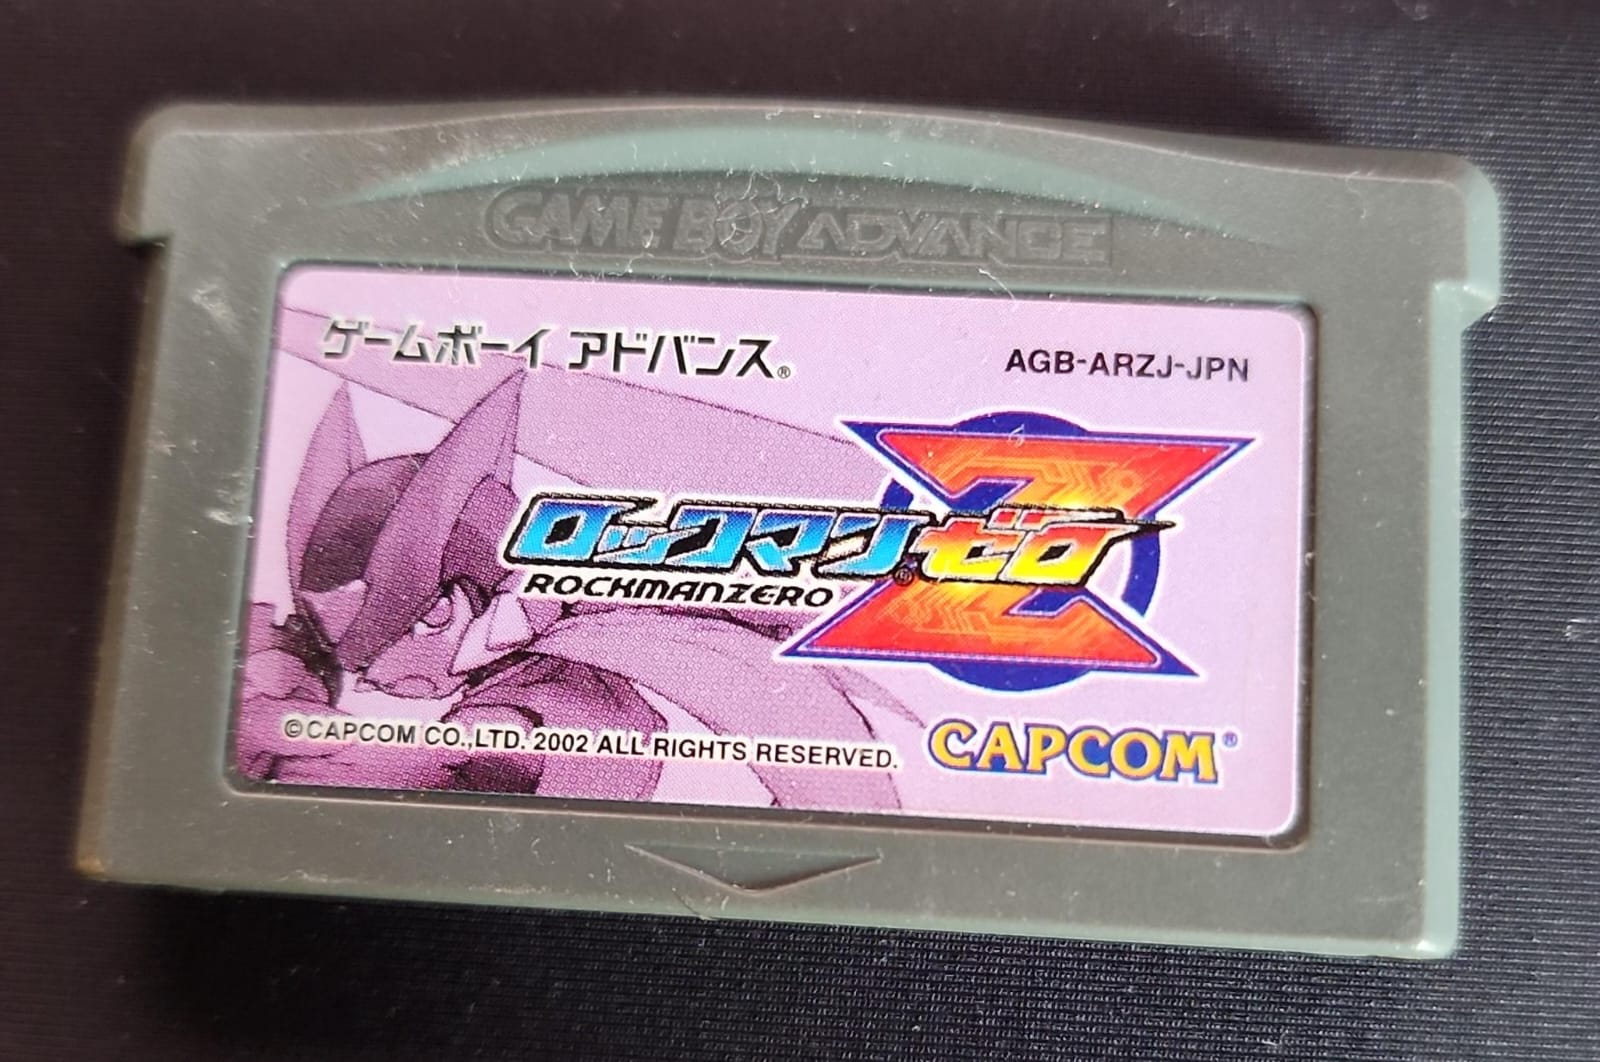 GAME BOY ADVANCE
ゲームボーイ アドバンス®
AGB-ARZJ-JPN
Z
ロックマン®ゼロ
ROCKMANZERO
©CAPCOM CO.,LTD. 2002 ALL RIGHTS RESERVED.
CAPCOM®